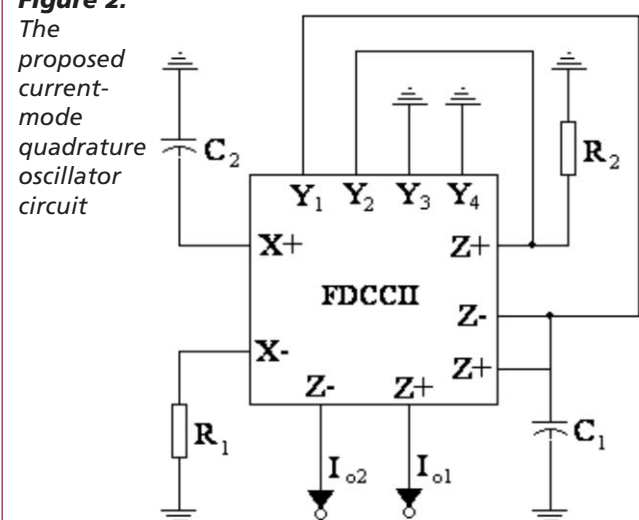 Figure 2.
The
proposed
current-
mode
quadrature
oscillator
circuit
C2
R2
Y1 Y2 Y3 Y4
X+
Z+
FDCCII
Z-
X-
Z+
Z- Z+
R1
C1
Io2
Io1